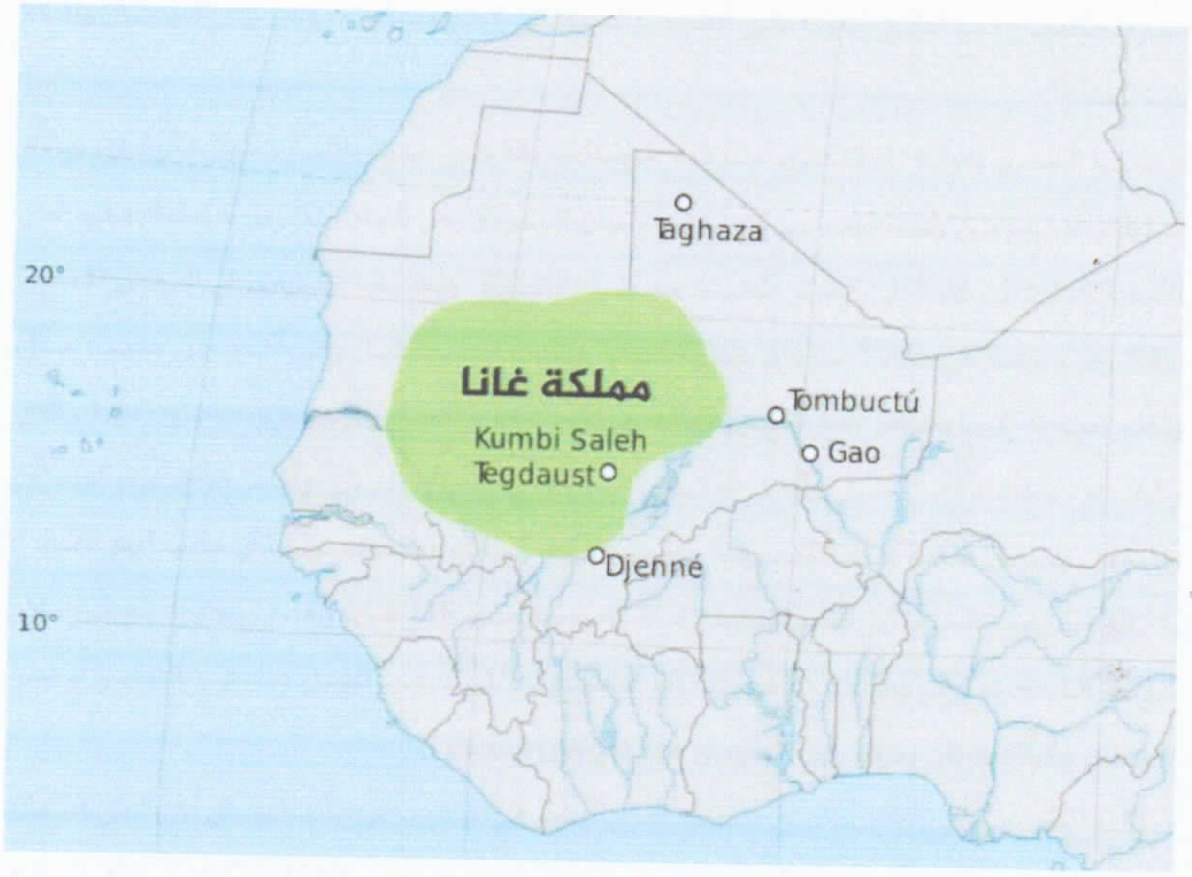 Taghaza
20°
مملكة غانا
Tombuctú
Kumbi Saleh
Gao
Tegdaust
Djenné
10°